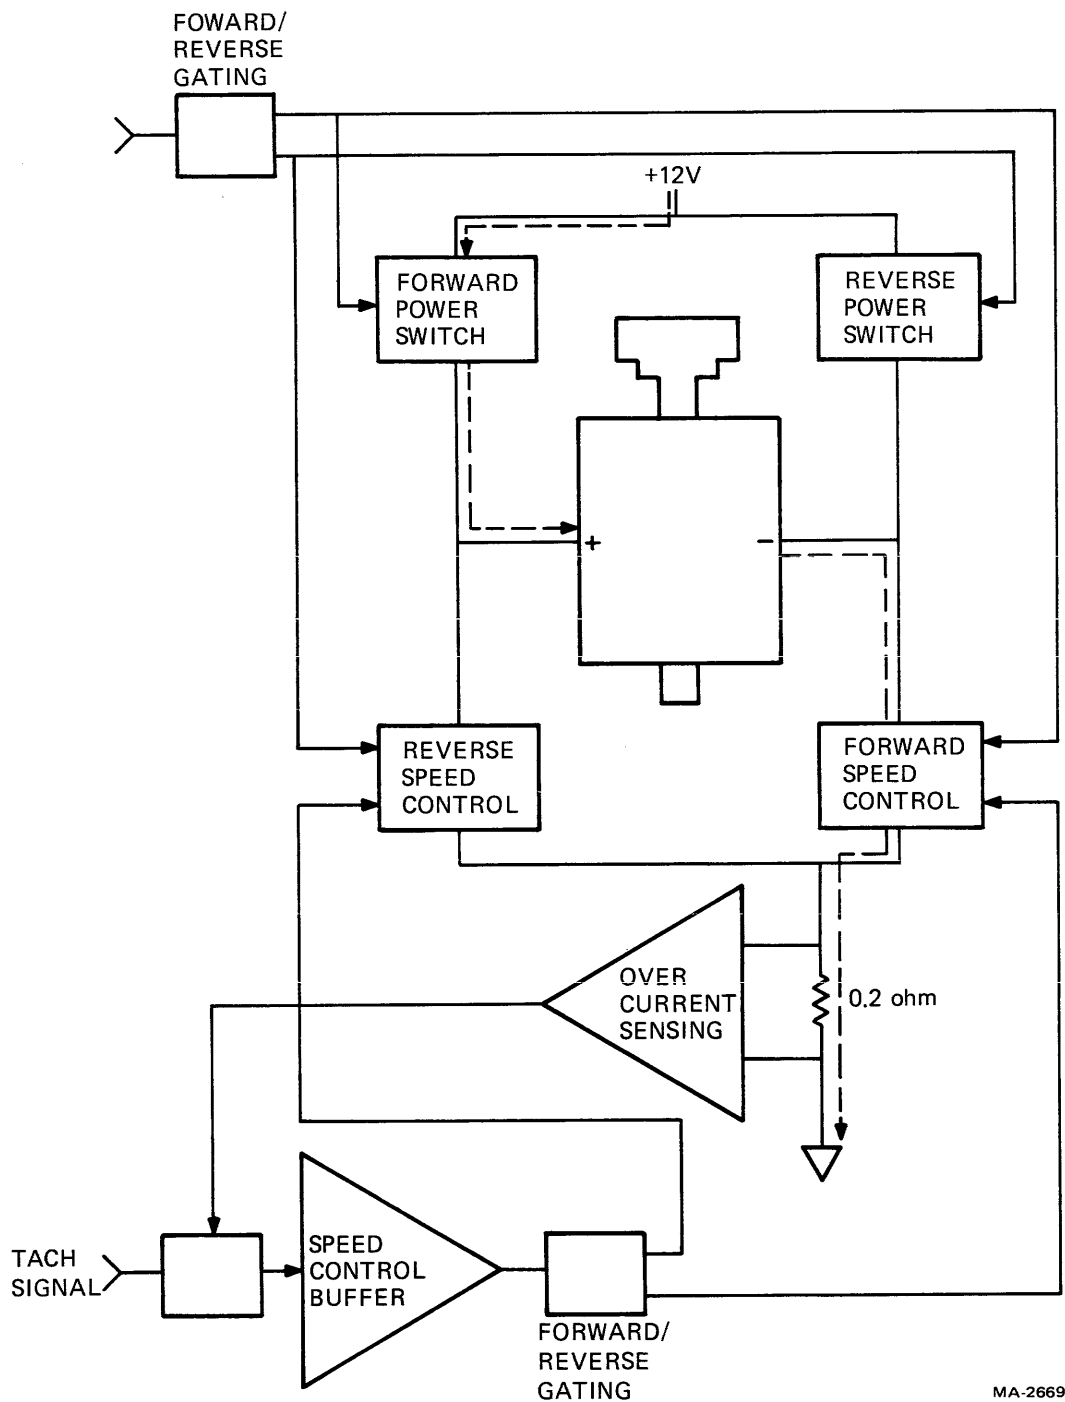 FOWARD/
REVERSE
GATING
+12V
FORWARD
POWER
SWITCH
REVERSE
POWER
SWITCH
+
−
REVERSE
SPEED
CONTROL
FORWARD
SPEED
CONTROL
OVER
CURRENT
SENSING
0.2 ohm
TACH
SIGNAL
SPEED
CONTROL
BUFFER
FORWARD/
REVERSE
GATING
MA-2669